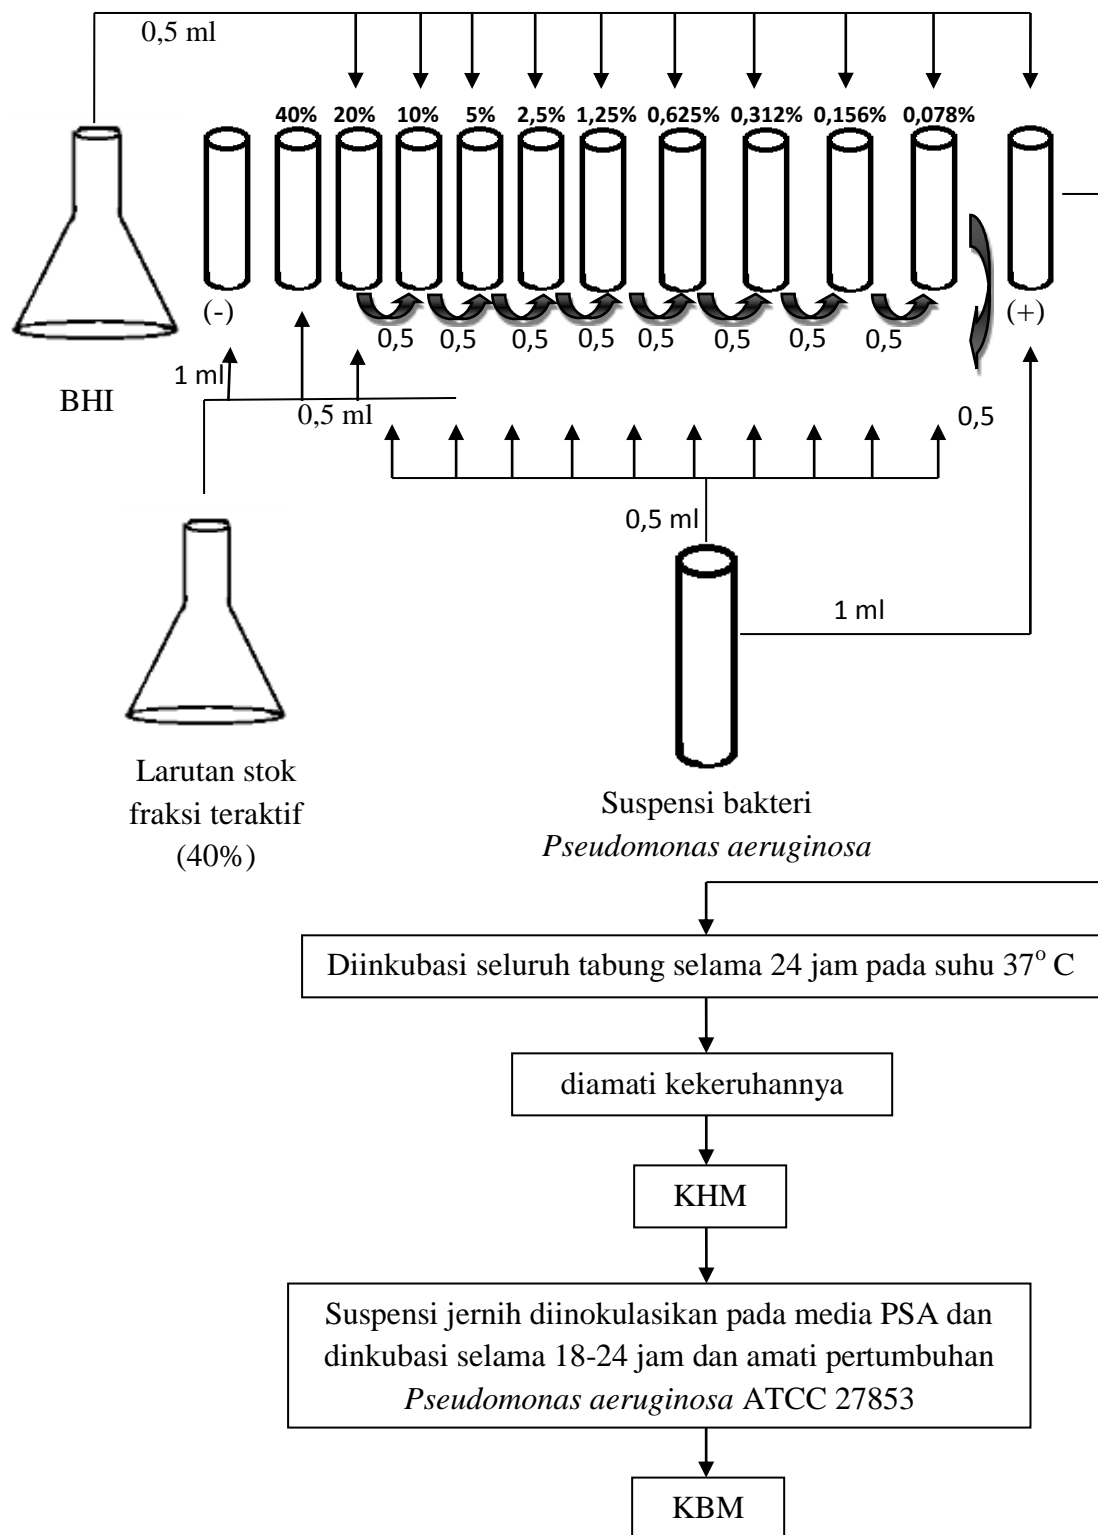 0,5 ml
40% 20% 10% 5% 2,5% 1,25% 0,625% 0,312% 0,156% 0,078%
(-)
(+)
0,5 0,5 0,5 0,5 0,5 0,5 0,5 0,5
1 ml
BHI
0,5 ml
0,5
0,5 ml
1 ml
Larutan stok
fraksi teraktif
(40%)
Suspensi bakteri
Pseudomonas aeruginosa
Diinkubasi seluruh tabung selama 24 jam pada suhu 37° C
diamati kekeruhannya
KHM
Suspensi jernih diinokulasikan pada media PSA dan
dinkubasi selama 18-24 jam dan amati pertumbuhan
Pseudomonas aeruginosa ATCC 27853
KBM